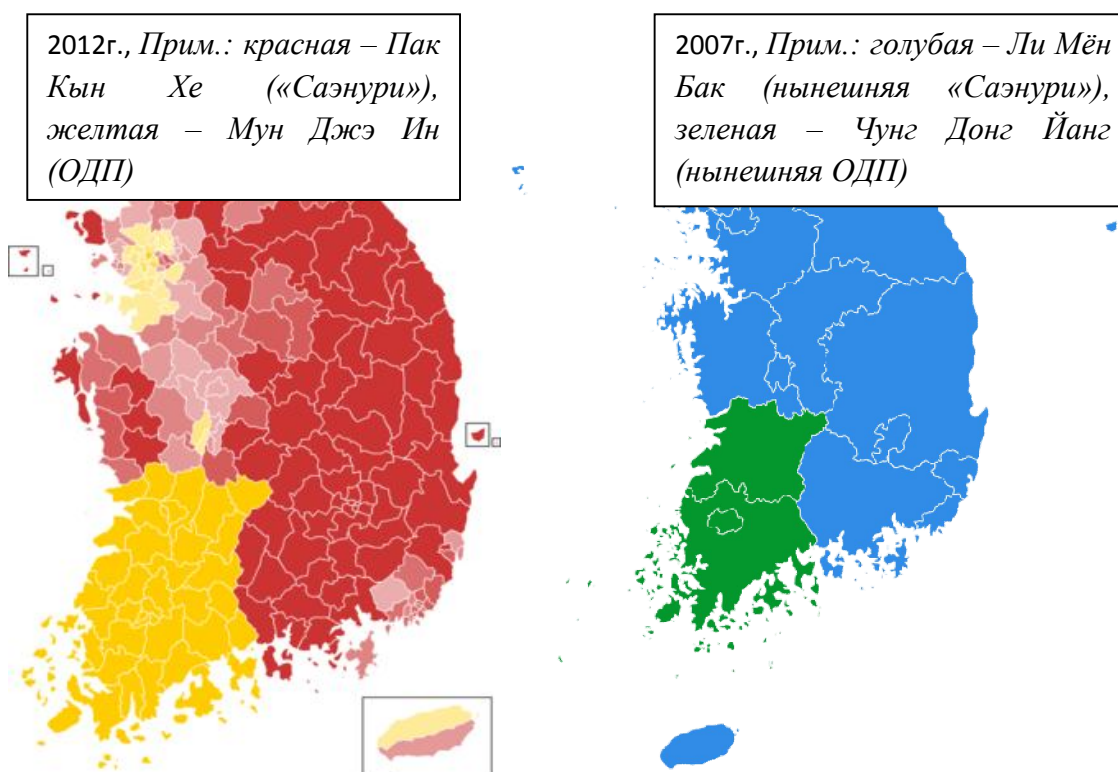 2012г., Прим.: красная – Пак
Кын Хе («Саэнури»),
желтая – Мун Джэ Ин
(ОДП)
2007г., Прим.: голубая – Ли Мён
Бак (нынешняя «Саэнури»),
зеленая – Чунг Донг Йанг
(нынешняя ОДП)